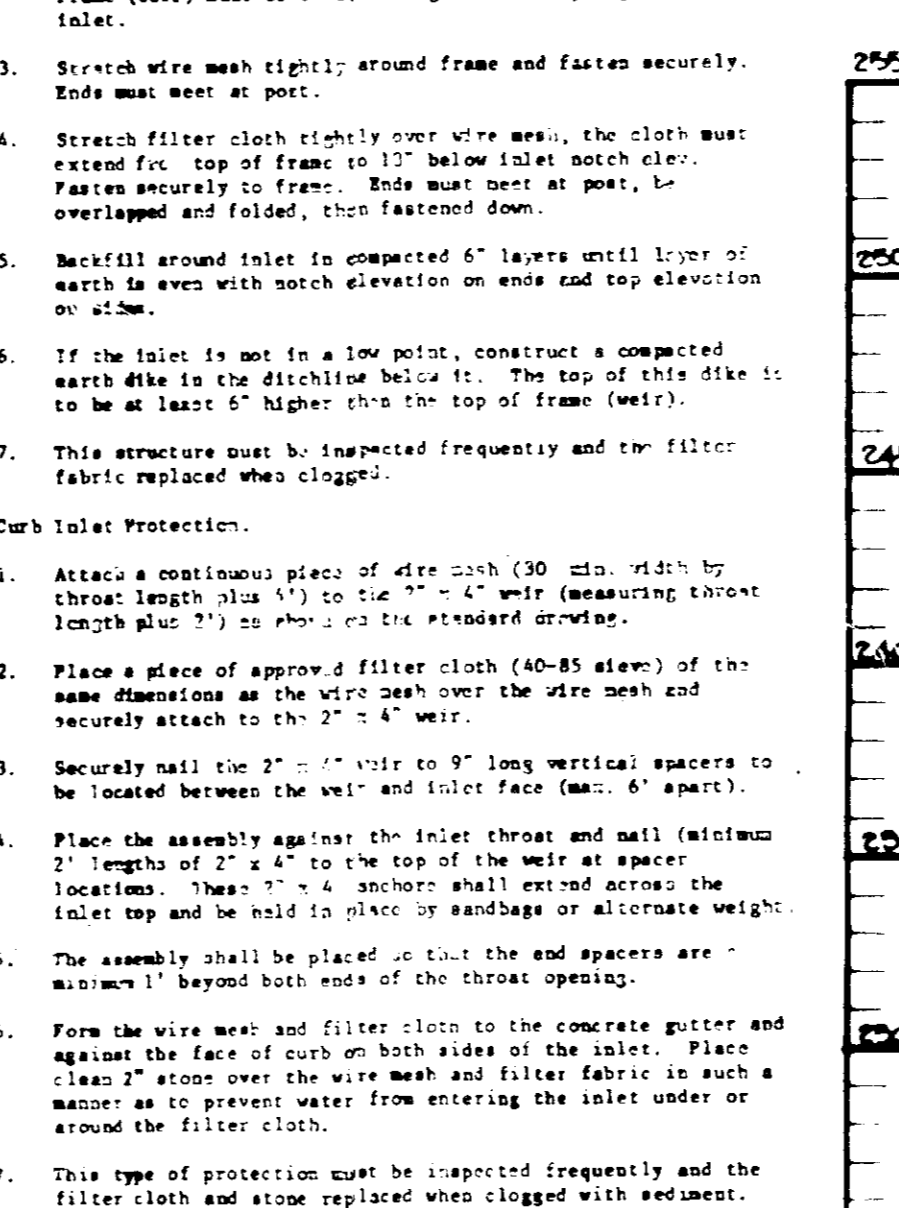 inlet.
3. Stretch wire mesh tightly around frame and fasten securely.
Ends must meet at post.
4. Stretch filter cloth tightly over wire mesh, the cloth must
extend top of frame to below inlet notch elev.
Fasten securely to frame. Ends must meet at post, be
overlapped and folded, then fastened down.
5. Backfill around inlet in compacted 6" layers until layer of
earth is even with notch elevation on ends and top elevation
on sides.
6. If the inlet is not in a low point, construct a compacted
earth dike in the ditchline below it. The top of this dike is
to be at least 6" higher than the top of frame (weir).
7. This structure must be inspected frequently and the filter
fabric replaced when clogged.
Curb Inlet Protection.
1. Attach a continuous piece of wire mesh (30 min. width by
throat length plus 4') to the 2" x 4" weir (measuring throat
length plus 2') as shown on the standard drawing.
2. Place a piece of approved filter cloth (40-85 sieve) of the
same dimensions as the wire mesh over the wire mesh and
securely attach to the 2" x 4" weir.
3. Securely nail the 2" x 4" weir to 9" long vertical spacers to
be located between the weir and inlet face (max. 6' apart).
4. Place the assembly against the inlet throat and nail (minimum
2' lengths of 2" x 4" to the top of the weir at spacer
locations. These 2" x 4 anchors shall extend across the
inlet top and be held in place by sandbags or alternate weight.
5. The assembly shall be placed so that the end spacers are
minimum 1' beyond both ends of the throat opening.
6. Form the wire mesh and filter cloth to the concrete gutter and
against the face of curb on both sides of the inlet. Place
clean 2" stone over the wire mesh and filter fabric in such a
manner as to prevent water from entering the inlet under or
around the filter cloth.
7. This type of protection must be inspected frequently and the
filter cloth and stone replaced when clogged with sediment.
255